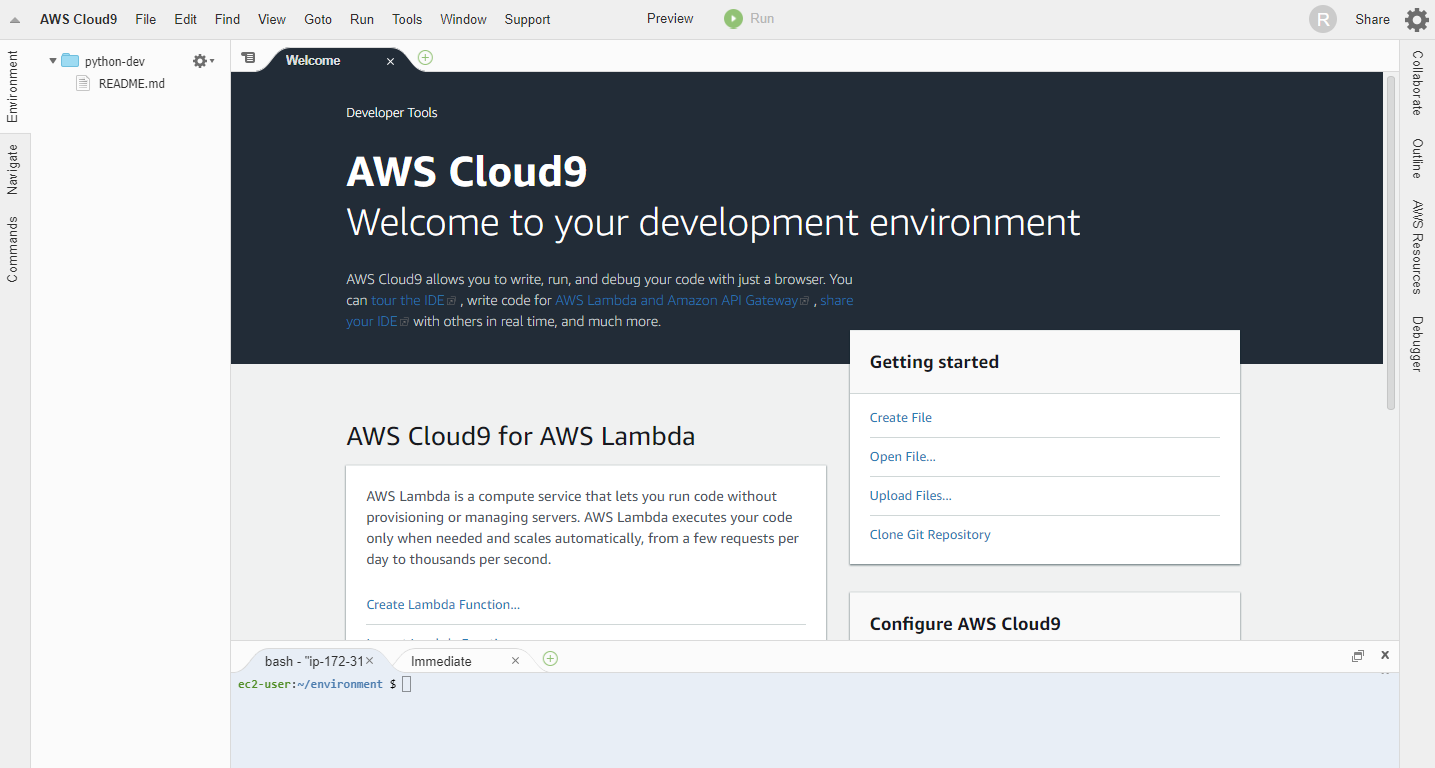 AWS Cloud9 File Edit Find View Goto Run Tools Window Support Preview Run R Share
Environment
Navigate
Commands
python-dev
README.md
Welcome
Developer Tools
AWS Cloud9
Welcome to your development environment
AWS Cloud9 allows you to write, run, and debug your code with just a browser. You
can tour the IDE , write code for AWS Lambda and Amazon API Gateway , share
your IDE with others in real time, and much more.
Getting started
Create File
Open File...
Upload Files...
Clone Git Repository
AWS Cloud9 for AWS Lambda
AWS Lambda is a compute service that lets you run code without
provisioning or managing servers. AWS Lambda executes your code
only when needed and scales automatically, from a few requests per
day to thousands per second.
Create Lambda Function...
Configure AWS Cloud9
bash - "ip-172-31 Immediate
ec2-user:~/environment $
Collaborate
Outline
AWS Resources
Debugger